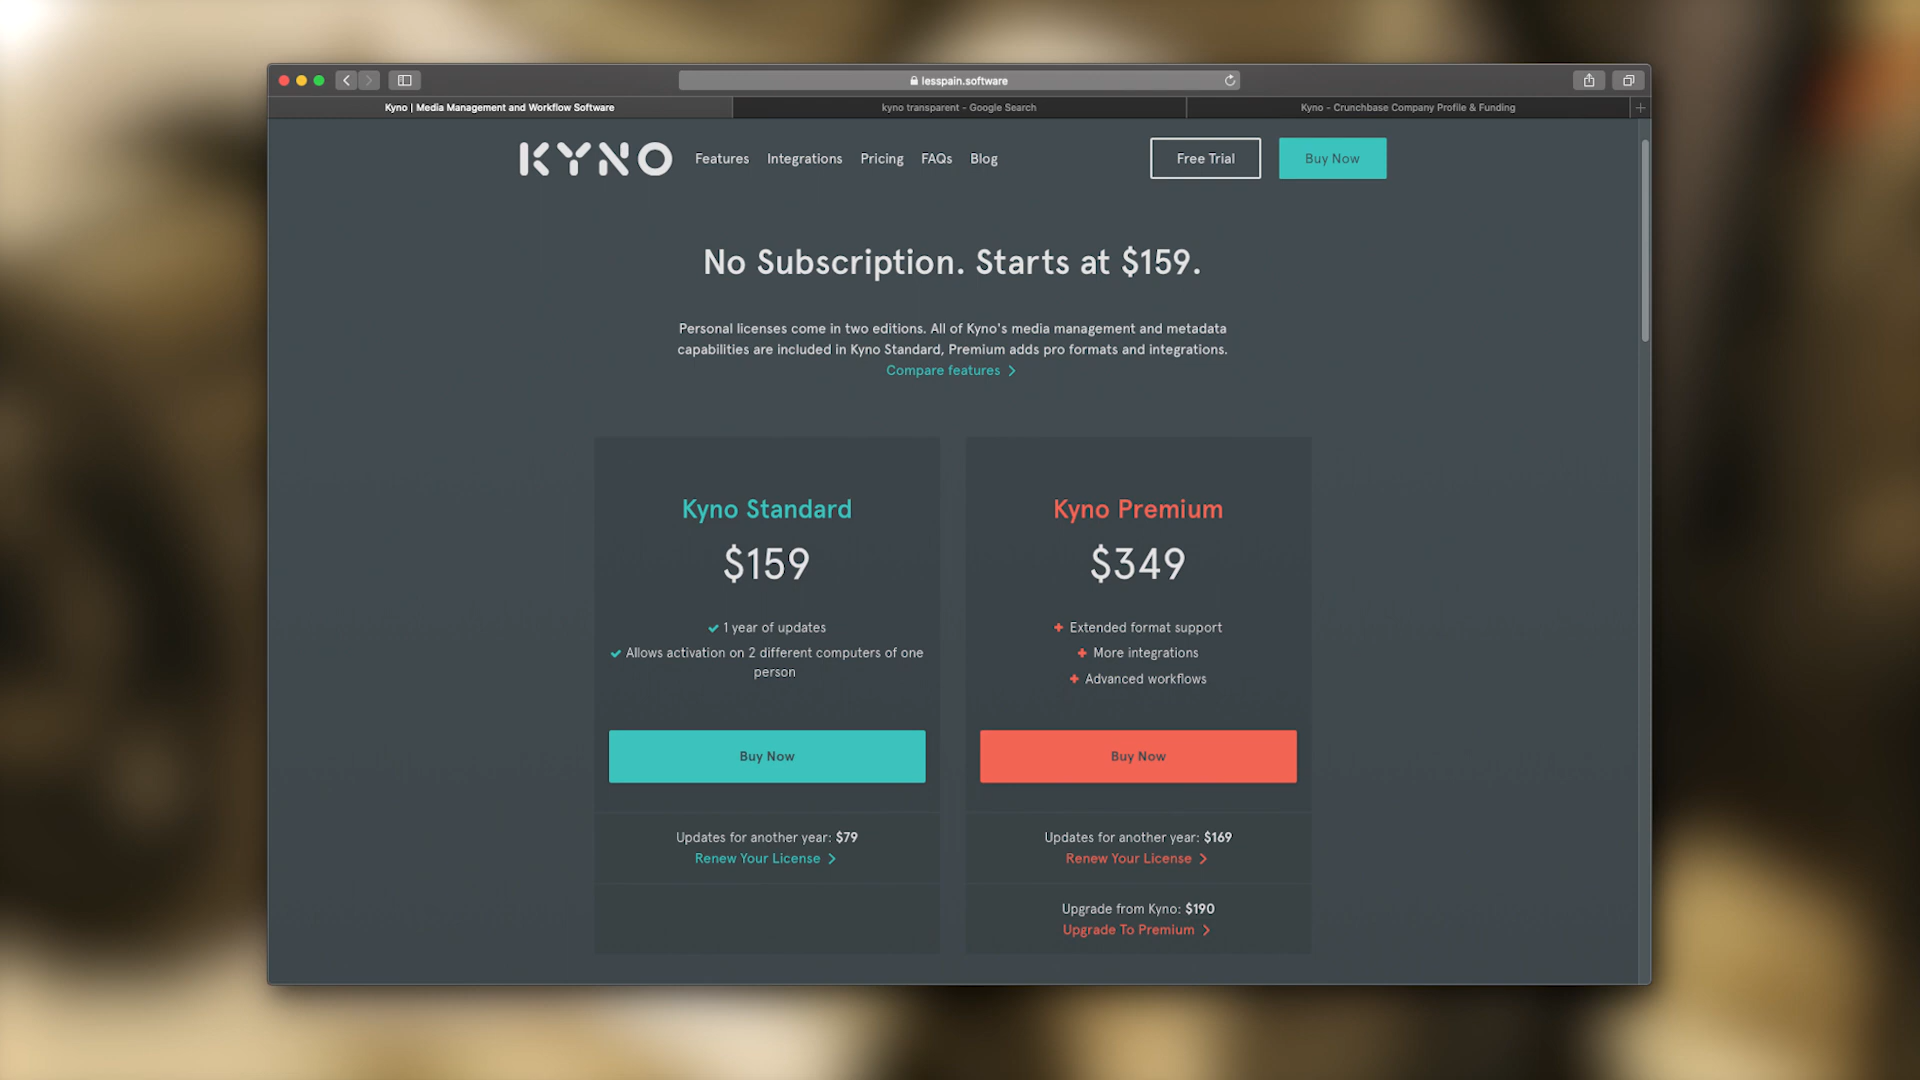 lesspain.software
Kyno | Media Management and Workflow Software
kyno transparent - Google Search
Kyno - Crunchbase Company Profile & Funding
KYNO
Features
Integrations
Pricing
FAQs
Blog
Free Trial
Buy Now
No Subscription. Starts at $159.
Personal licenses come in two editions. All of Kyno's media management and metadata
capabilities are included in Kyno Standard, Premium adds pro formats and integrations.
Compare features
Kyno Standard
$159
1 year of updates
Allows activation on 2 different computers of one
person
Buy Now
Updates for another year: $79
Renew Your License
Kyno Premium
$349
Extended format support
More integrations
Advanced workflows
Buy Now
Updates for another year: $169
Renew Your License
Upgrade from Kyno: $190
Upgrade To Premium